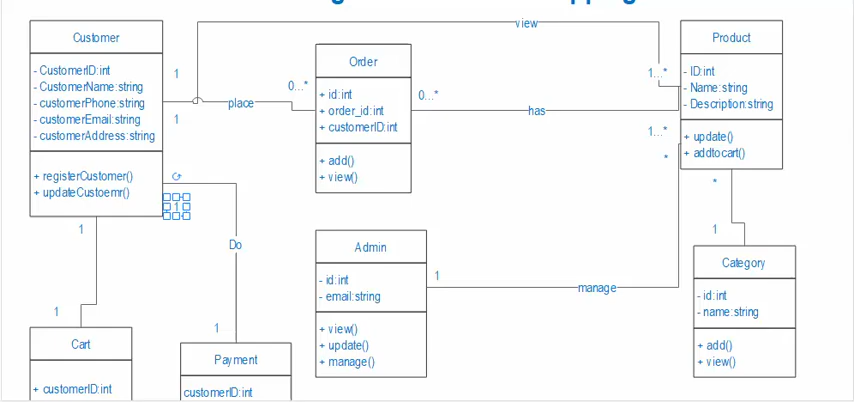 view
Customer
- CustomerID:int
- CustomerName:string
- customerPhone:string
- customerEmail:string
- customerAddress:string
+ registerCustomer()
+ updateCustoemr()
1
1
place
0...*
Order
+ id:int
+ order_id:int
+ customerID:int
+ add()
+ view()
0...*
has
1...*
1...*
*
Product
- ID:int
- Name:string
- Description:string
+ update()
+ addtocart()
*
1
Category
- id:int
- name:string
+ add()
+ view()
1
Do
1
1
1
Cart
+ customerID:int
Payment
customerID:int
Admin
- id:int
- email:string
+ view()
+ update()
+ manage()
1
manage